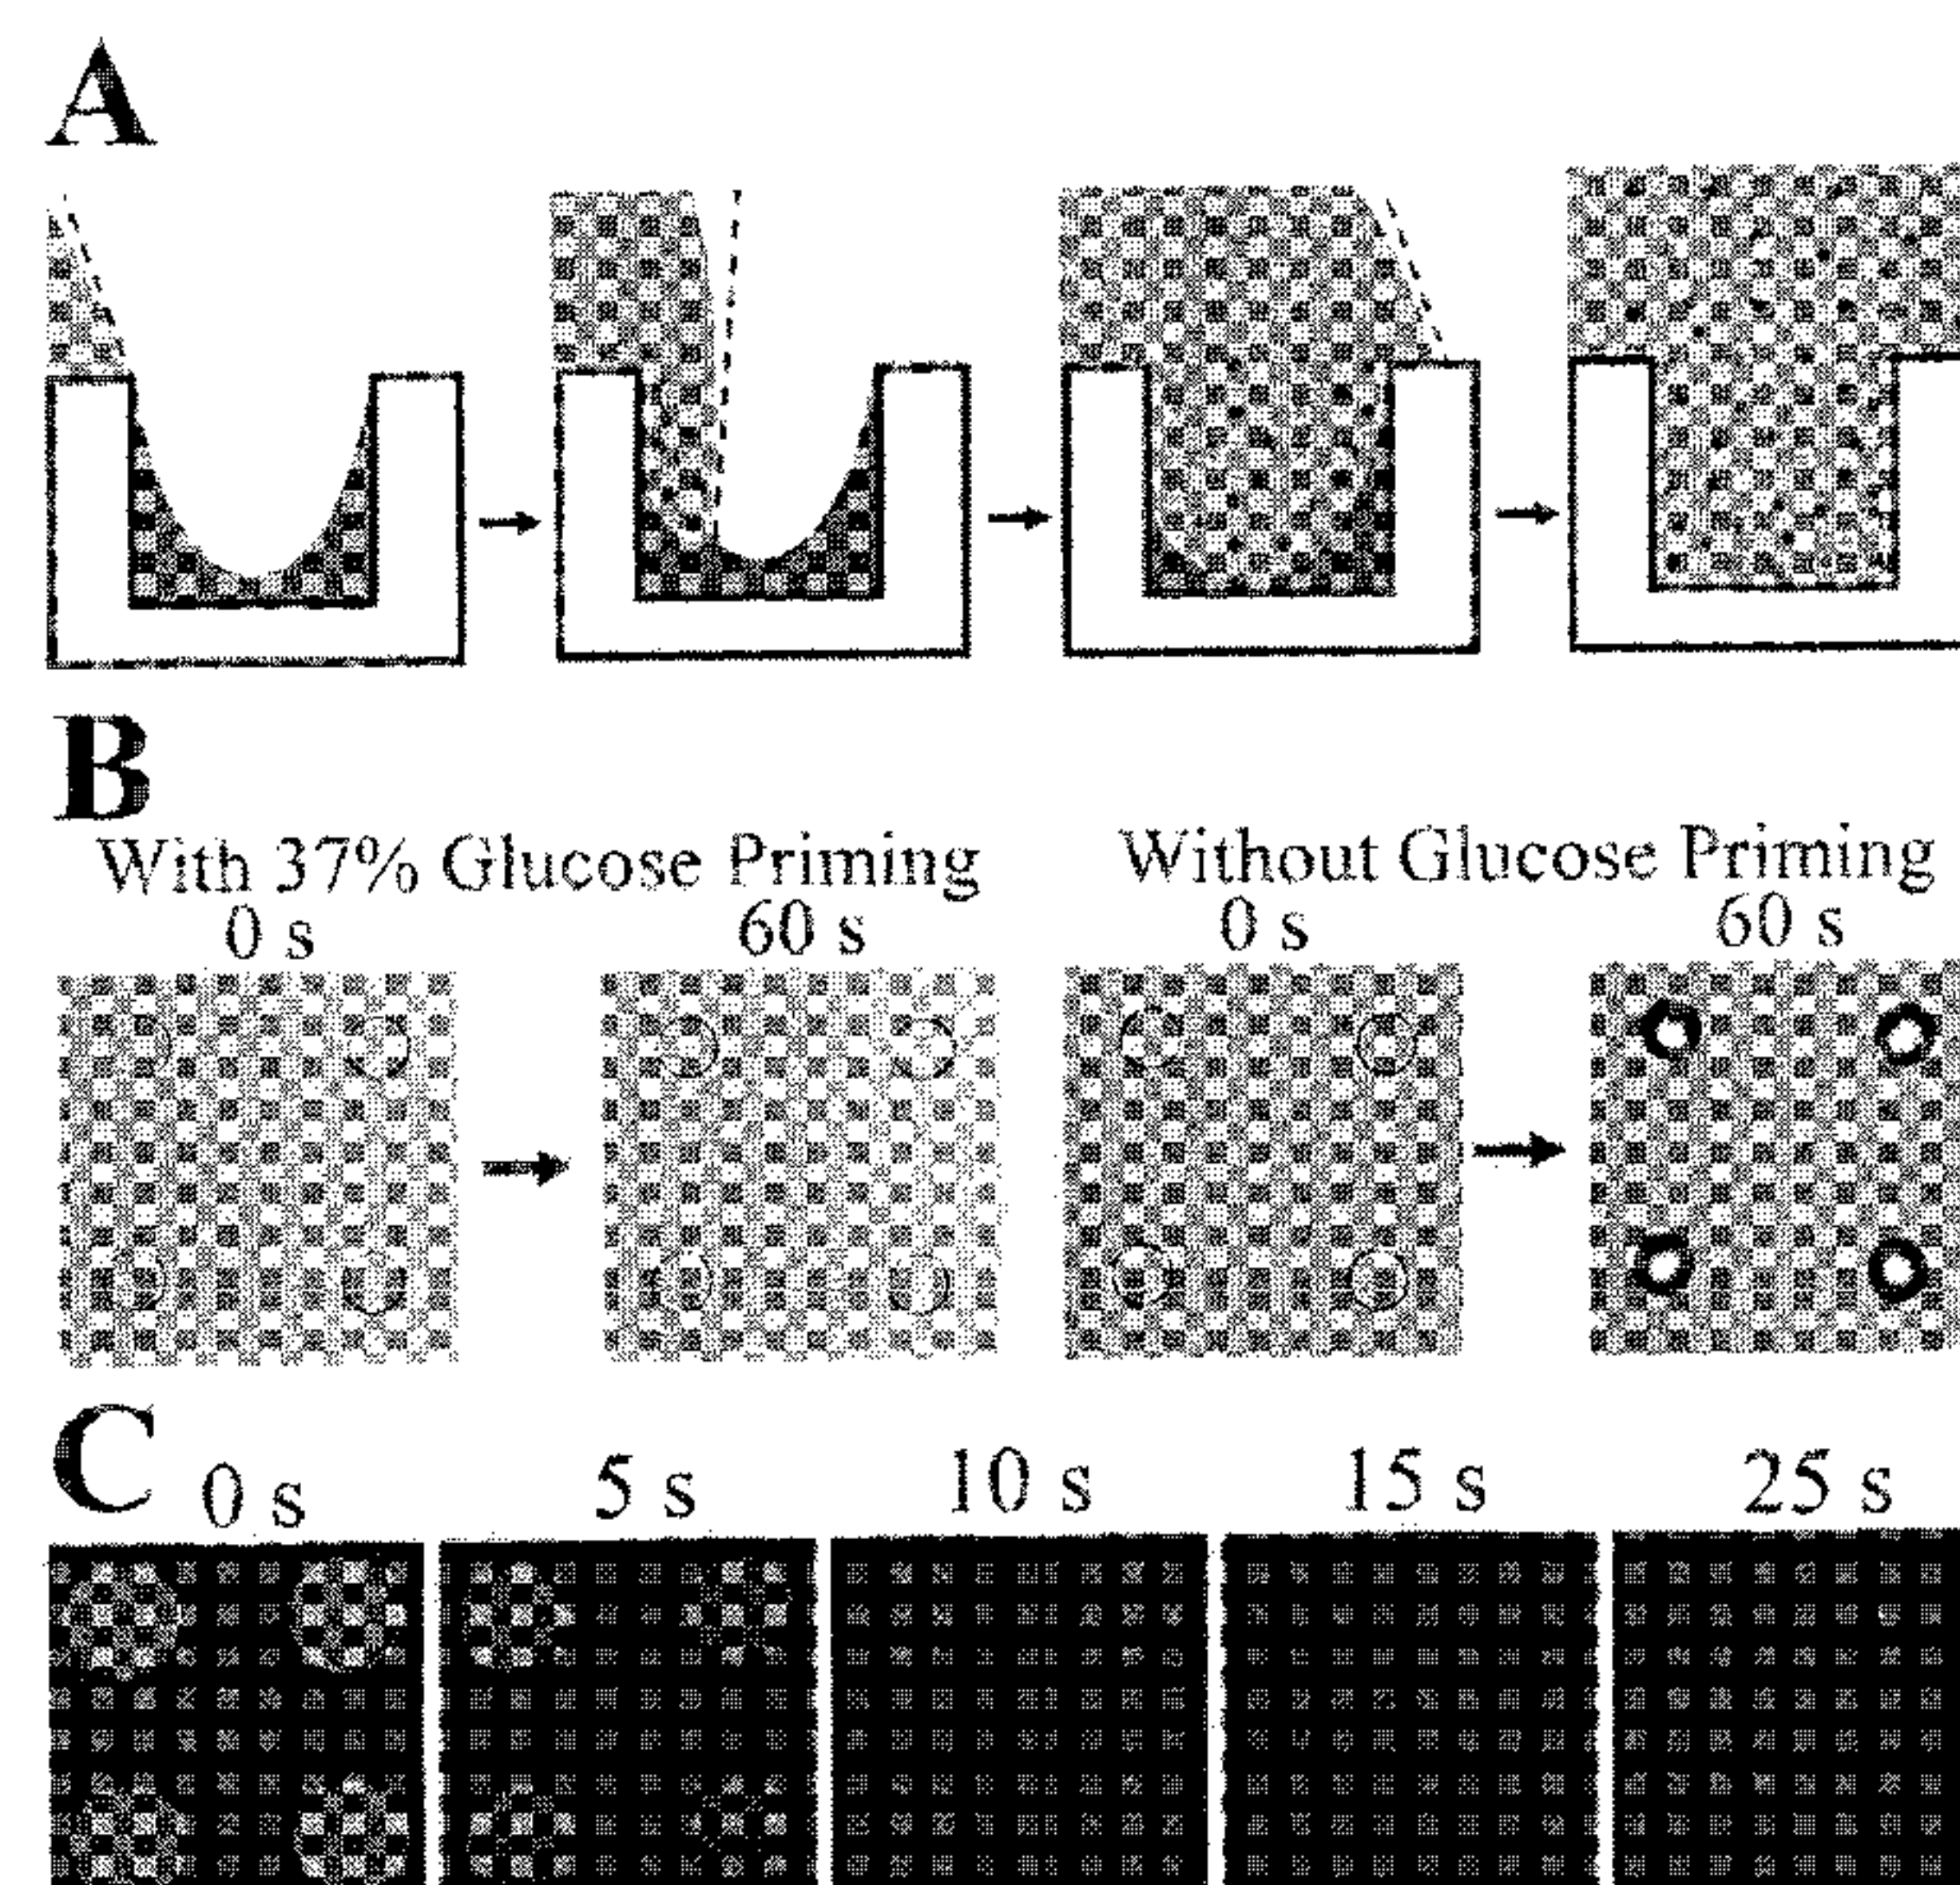 A
B
With 37% Glucose Priming Without Glucose Priming
0 s 60 s 0 s 60 s
C 0 s 5 s 10 s 15 s 25 s